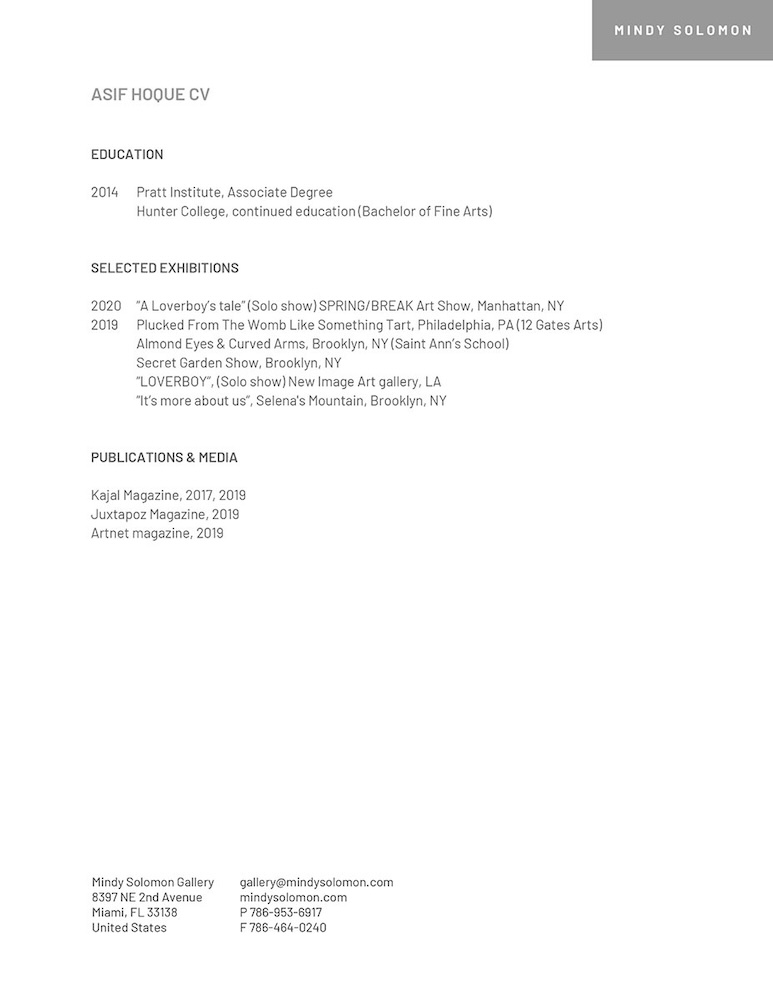 MINDY SOLOMON
ASIF HOQUE CV
EDUCATION
2014 Pratt Institute, Associate Degree
Hunter College, continued education (Bachelor of Fine Arts)
SELECTED EXHIBITIONS
2020 “A Loverboy’s tale” (Solo show) SPRING/BREAK Art Show, Manhattan, NY
2019 Plucked From The Womb Like Something Tart, Philadelphia, PA (12 Gates Arts)
Almond Eyes & Curved Arms, Brooklyn, NY (Saint Ann’s School)
Secret Garden Show, Brooklyn, NY
“LOVERBOY”, (Solo show) New Image Art gallery, LA
“It’s more about us”, Selena's Mountain, Brooklyn, NY
PUBLICATIONS & MEDIA
Kajal Magazine, 2017, 2019
Juxtapoz Magazine, 2019
Artnet magazine, 2019
Mindy Solomon Gallery gallery@mindysolomon.com
8397 NE 2nd Avenue mindysolomon.com
Miami, FL 33138 P 786-953-6917
United States F 786-464-0240